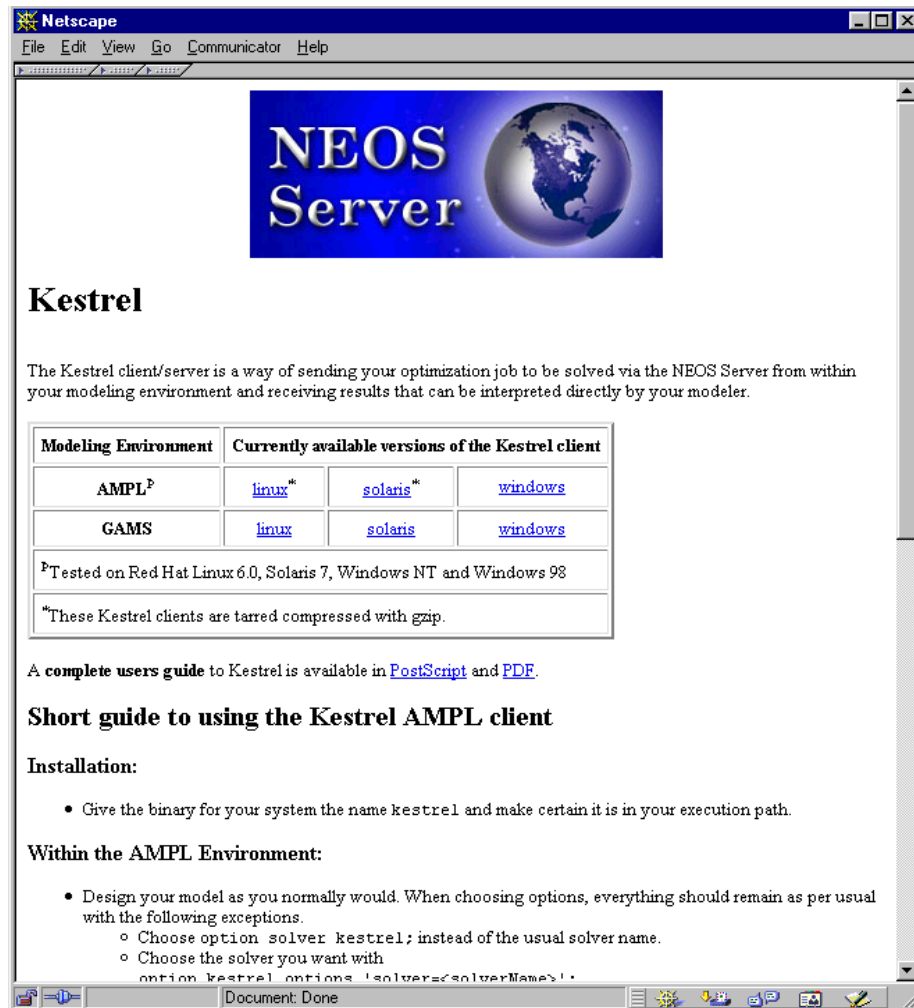 Netscape
File Edit View Go Communicator Help
NEOS
Server
Kestrel
The Kestrel client/server is a way of sending your optimization job to be solved via the NEOS Server from within
your modeling environment and receiving results that can be interpreted directly by your modeler.
Modeling Environment Currently available versions of the Kestrel client
AMPLᵖ linux* solaris* windows
GAMS linux solaris windows
ᵖTested on Red Hat Linux 6.0, Solaris 7, Windows NT and Windows 98
*These Kestrel clients are tarred compressed with gzip.
A complete users guide to Kestrel is available in PostScript and PDF.
Short guide to using the Kestrel AMPL client
Installation:
• Give the binary for your system the name kestrel and make certain it is in your execution path.
Within the AMPL Environment:
• Design your model as you normally would. When choosing options, everything should remain as per usual
with the following exceptions.
○ Choose option solver kestrel; instead of the usual solver name.
○ Choose the solver you want with
option kestrel_options 'solver=<solverName>';
Document: Done